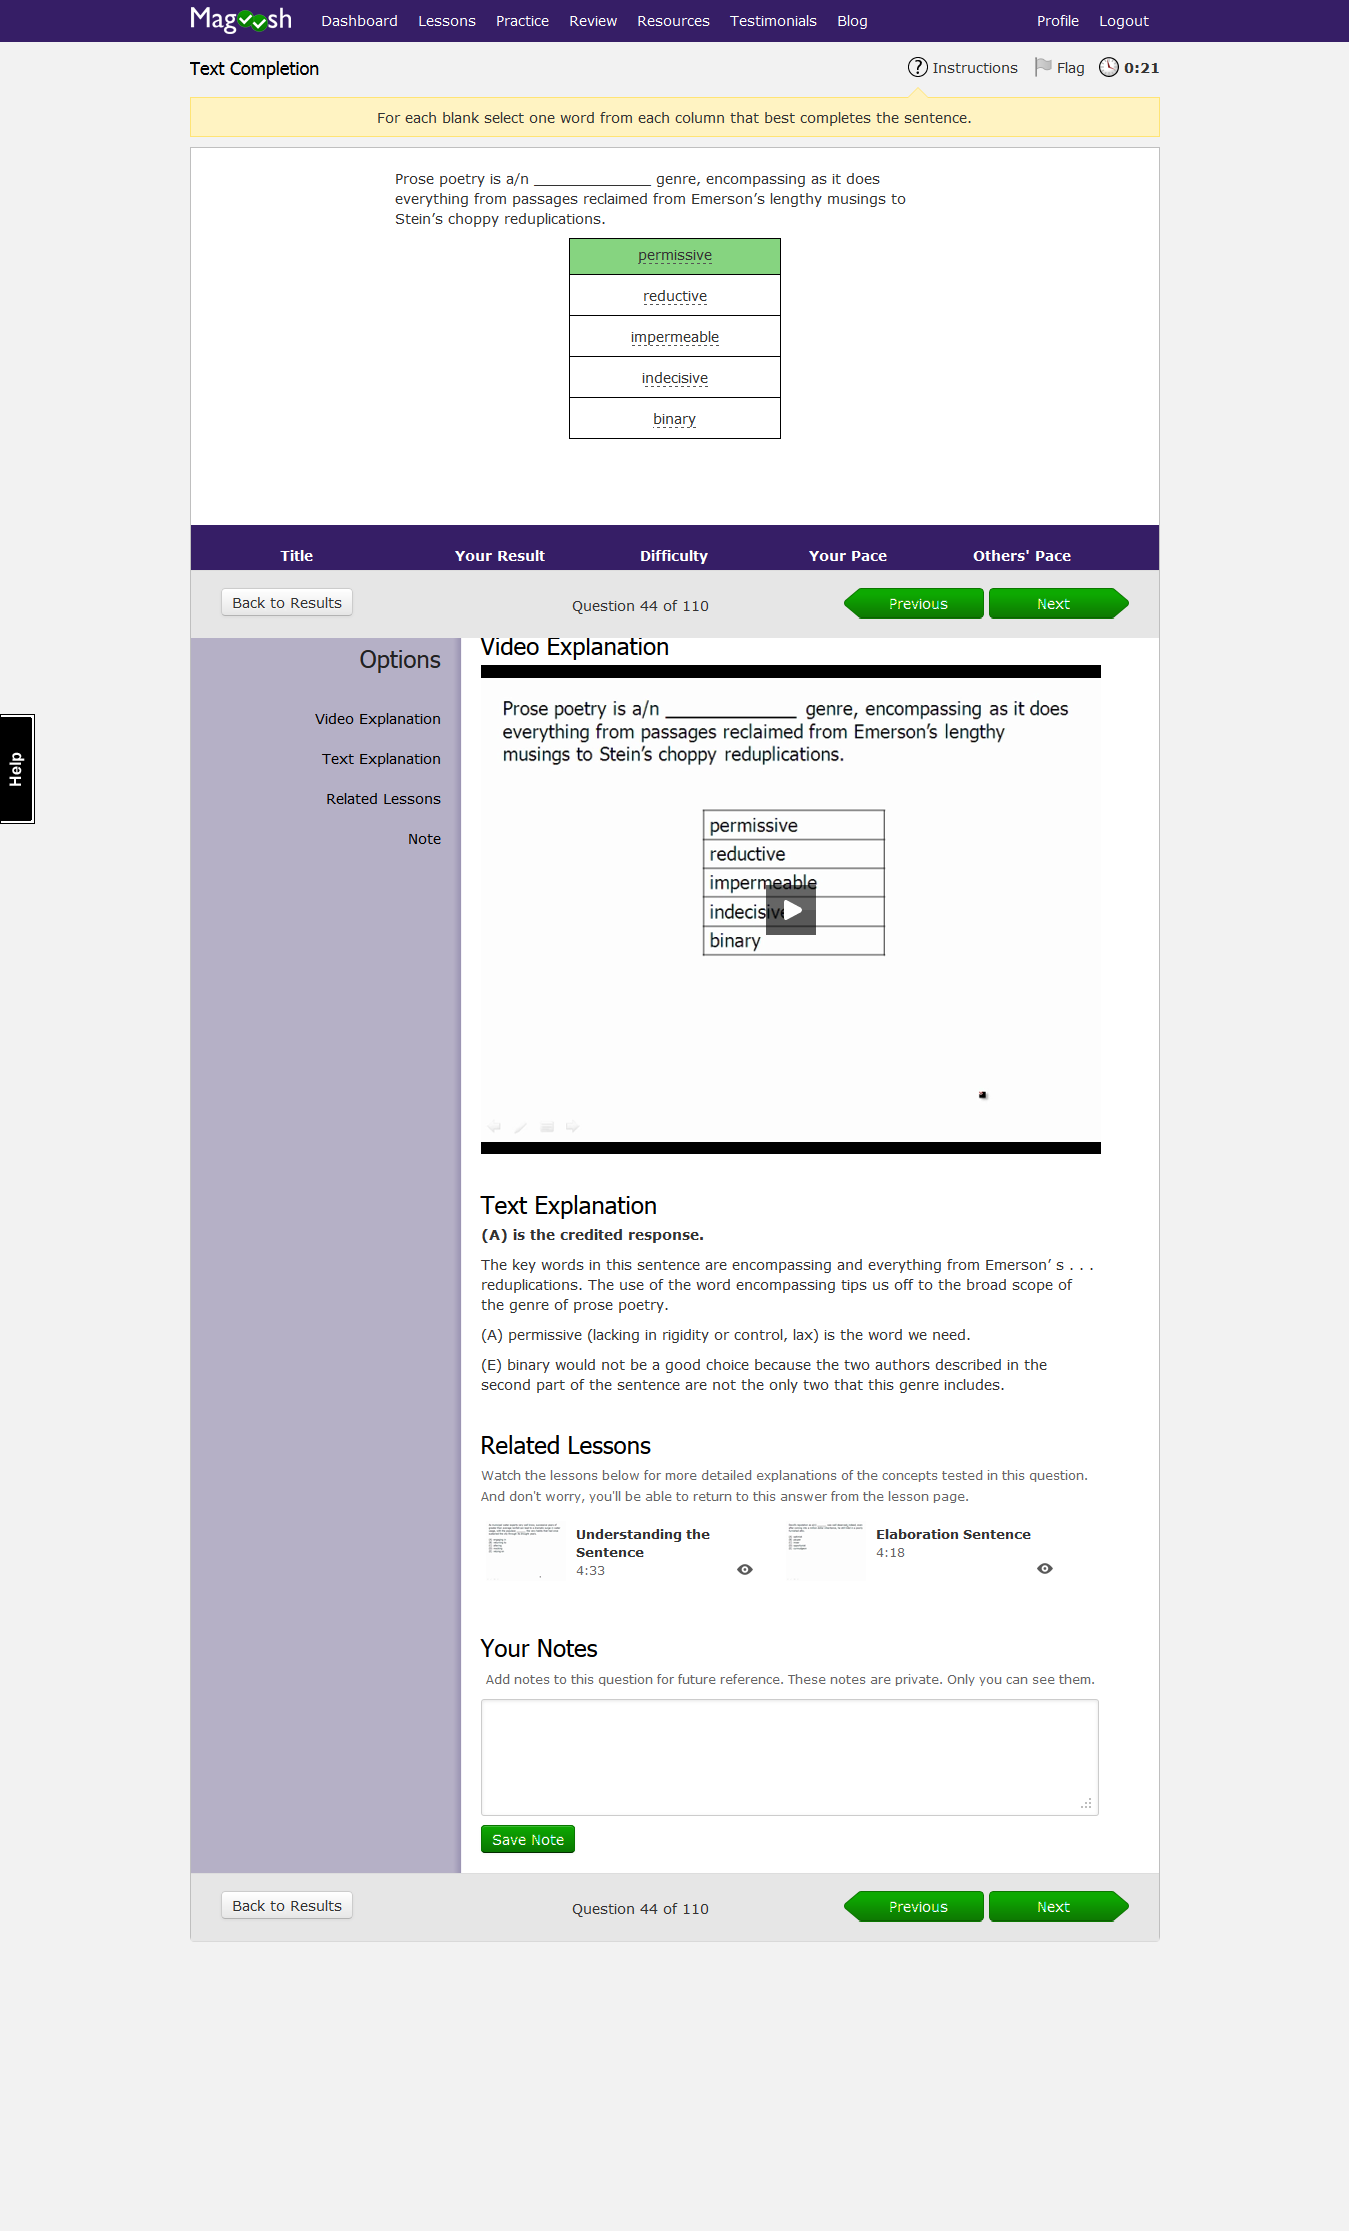 Magoosh Dashboard Lessons Practice Review Resources Testimonials Blog Profile Logout
Text Completion
? Instructions Flag 0:21
For each blank select one word from each column that best completes the sentence.
Prose poetry is a/n ______________ genre, encompassing as it does
everything from passages reclaimed from Emerson’s lengthy musings to
Stein’s choppy reduplications.
permissive
reductive
impermeable
indecisive
binary
Title Your Result Difficulty Your Pace Others' Pace
Back to Results Question 44 of 110 Previous Next
Options
Video Explanation
Text Explanation
Related Lessons
Note
Help
Video Explanation
Prose poetry is a/n ______________ genre, encompassing as it does
everything from passages reclaimed from Emerson’s lengthy
musings to Stein’s choppy reduplications.
permissive
reductive
impermeable
indecisive
binary
Text Explanation
(A) is the credited response.
The key words in this sentence are encompassing and everything from Emerson’ s . . .
reduplications. The use of the word encompassing tips us off to the broad scope of
the genre of prose poetry.
(A) permissive (lacking in rigidity or control, lax) is the word we need.
(E) binary would not be a good choice because the two authors described in the
second part of the sentence are not the only two that this genre includes.
Related Lessons
Watch the lessons below for more detailed explanations of the concepts tested in this question.
And don't worry, you'll be able to return to this answer from the lesson page.
Understanding the
Sentence
4:33
Elaboration Sentence
4:18
Your Notes
Add notes to this question for future reference. These notes are private. Only you can see them.
Save Note
Back to Results Question 44 of 110 Previous Next